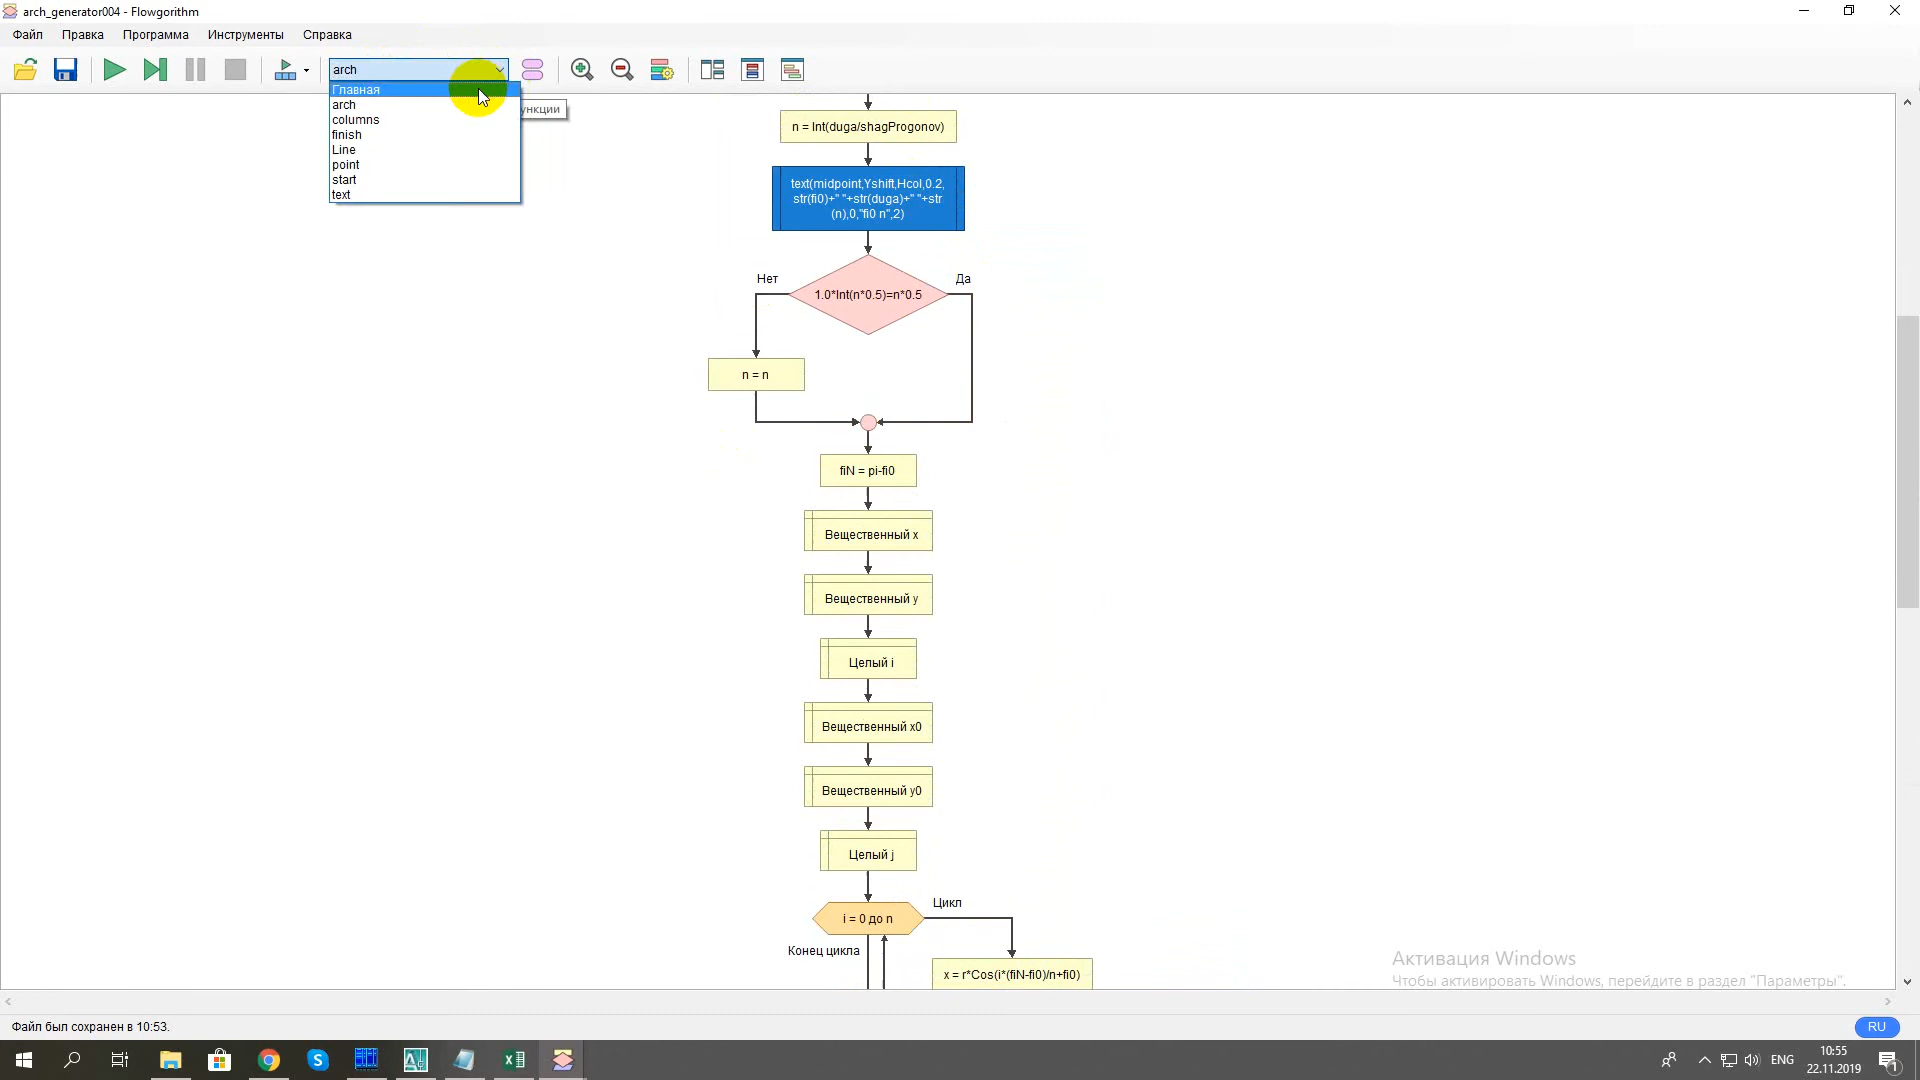 arch_generator004 - Flowgorithm
Файл
Правка
Программа
Инструменты
Справка
arch
Главная
arch
columns
finish
Line
point
start
text
ункции
n = Int(duga/shagProgonov)
text(midpoint,Yshift,Hcol,0.2,
str(fi0)+" "+str(duga)+" "+str
(n),0,"fi0 n",2)
Нет
Да
1.0*Int(n*0.5)=n*0.5
n = n
fiN = pi-fi0
Вещественный x
Вещественный y
Целый i
Вещественный x0
Вещественный y0
Целый j
Цикл
i = 0 до n
Конец цикла
x = r*Cos(i*(fiN-fi0)/n+fi0)
Активация Windows
Чтобы активировать Windows, перейдите в раздел "Параметры".
Файл был сохранен в 10:53.
RU
ENG
10:55
22.11.2019
1